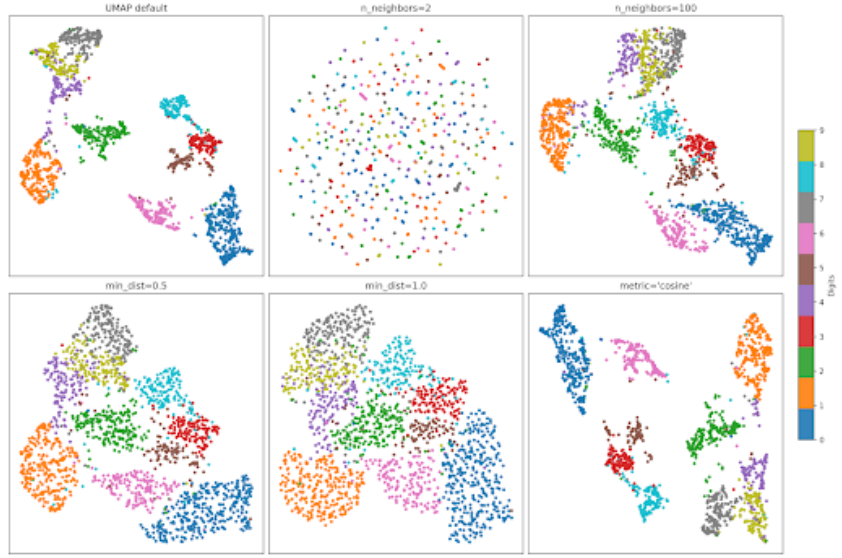 UMAP default
n_neighbors=2
n_neighbors=100
min_dist=0.5
min_dist=1.0
metric='cosine'
9
8
7
6
5
4
3
2
1
0
Digits